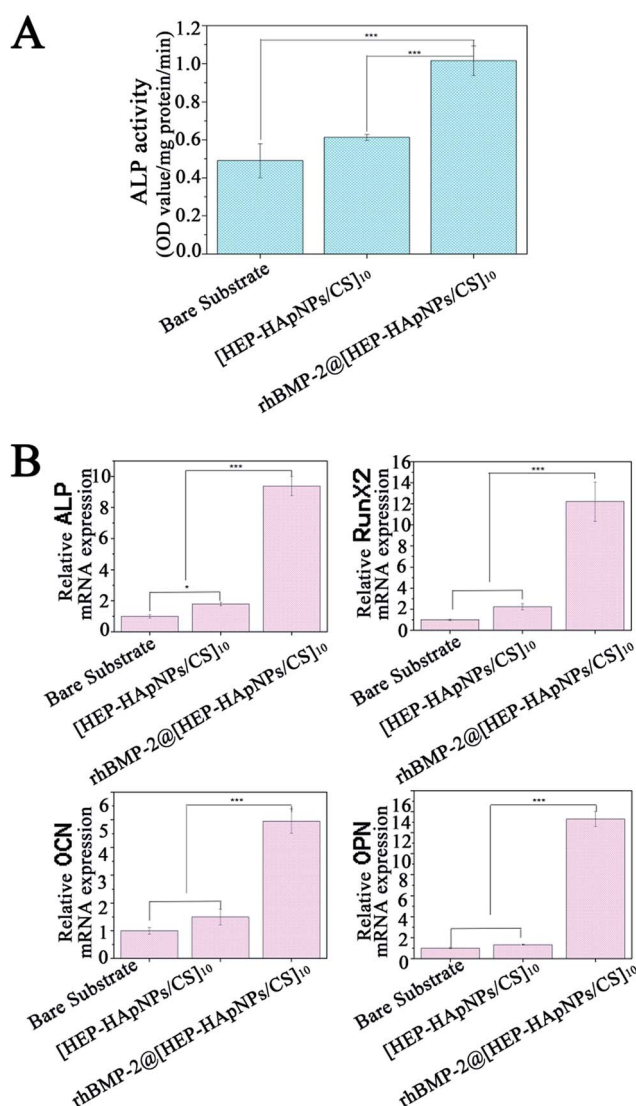 A
ALP activity
(OD value/mg protein/min)
1.2
1.0
0.8
0.6
0.4
0.2
0.0
***
***
Bare Substrate
[HEP-HApNPs/CS]10
rhBMP-2@[HEP-HApNPs/CS]10
B
Relative ALP
mRNA expression
10
8
6
4
2
0
***
*
Bare Substrate
[HEP-HApNPs/CS]10
rhBMP-2@[HEP-HApNPs/CS]10
Relative RunX2
mRNA expression
16
14
12
10
8
6
4
2
0
***
Bare Substrate
[HEP-HApNPs/CS]10
rhBMP-2@[HEP-HApNPs/CS]10
Relative OCN
mRNA expression
6
5
4
3
2
1
0
***
Bare Substrate
[HEP-HApNPs/CS]10
rhBMP-2@[HEP-HApNPs/CS]10
Relative OPN
mRNA expression
16
14
12
10
8
6
4
2
0
***
Bare Substrate
[HEP-HApNPs/CS]10
rhBMP-2@[HEP-HApNPs/CS]10